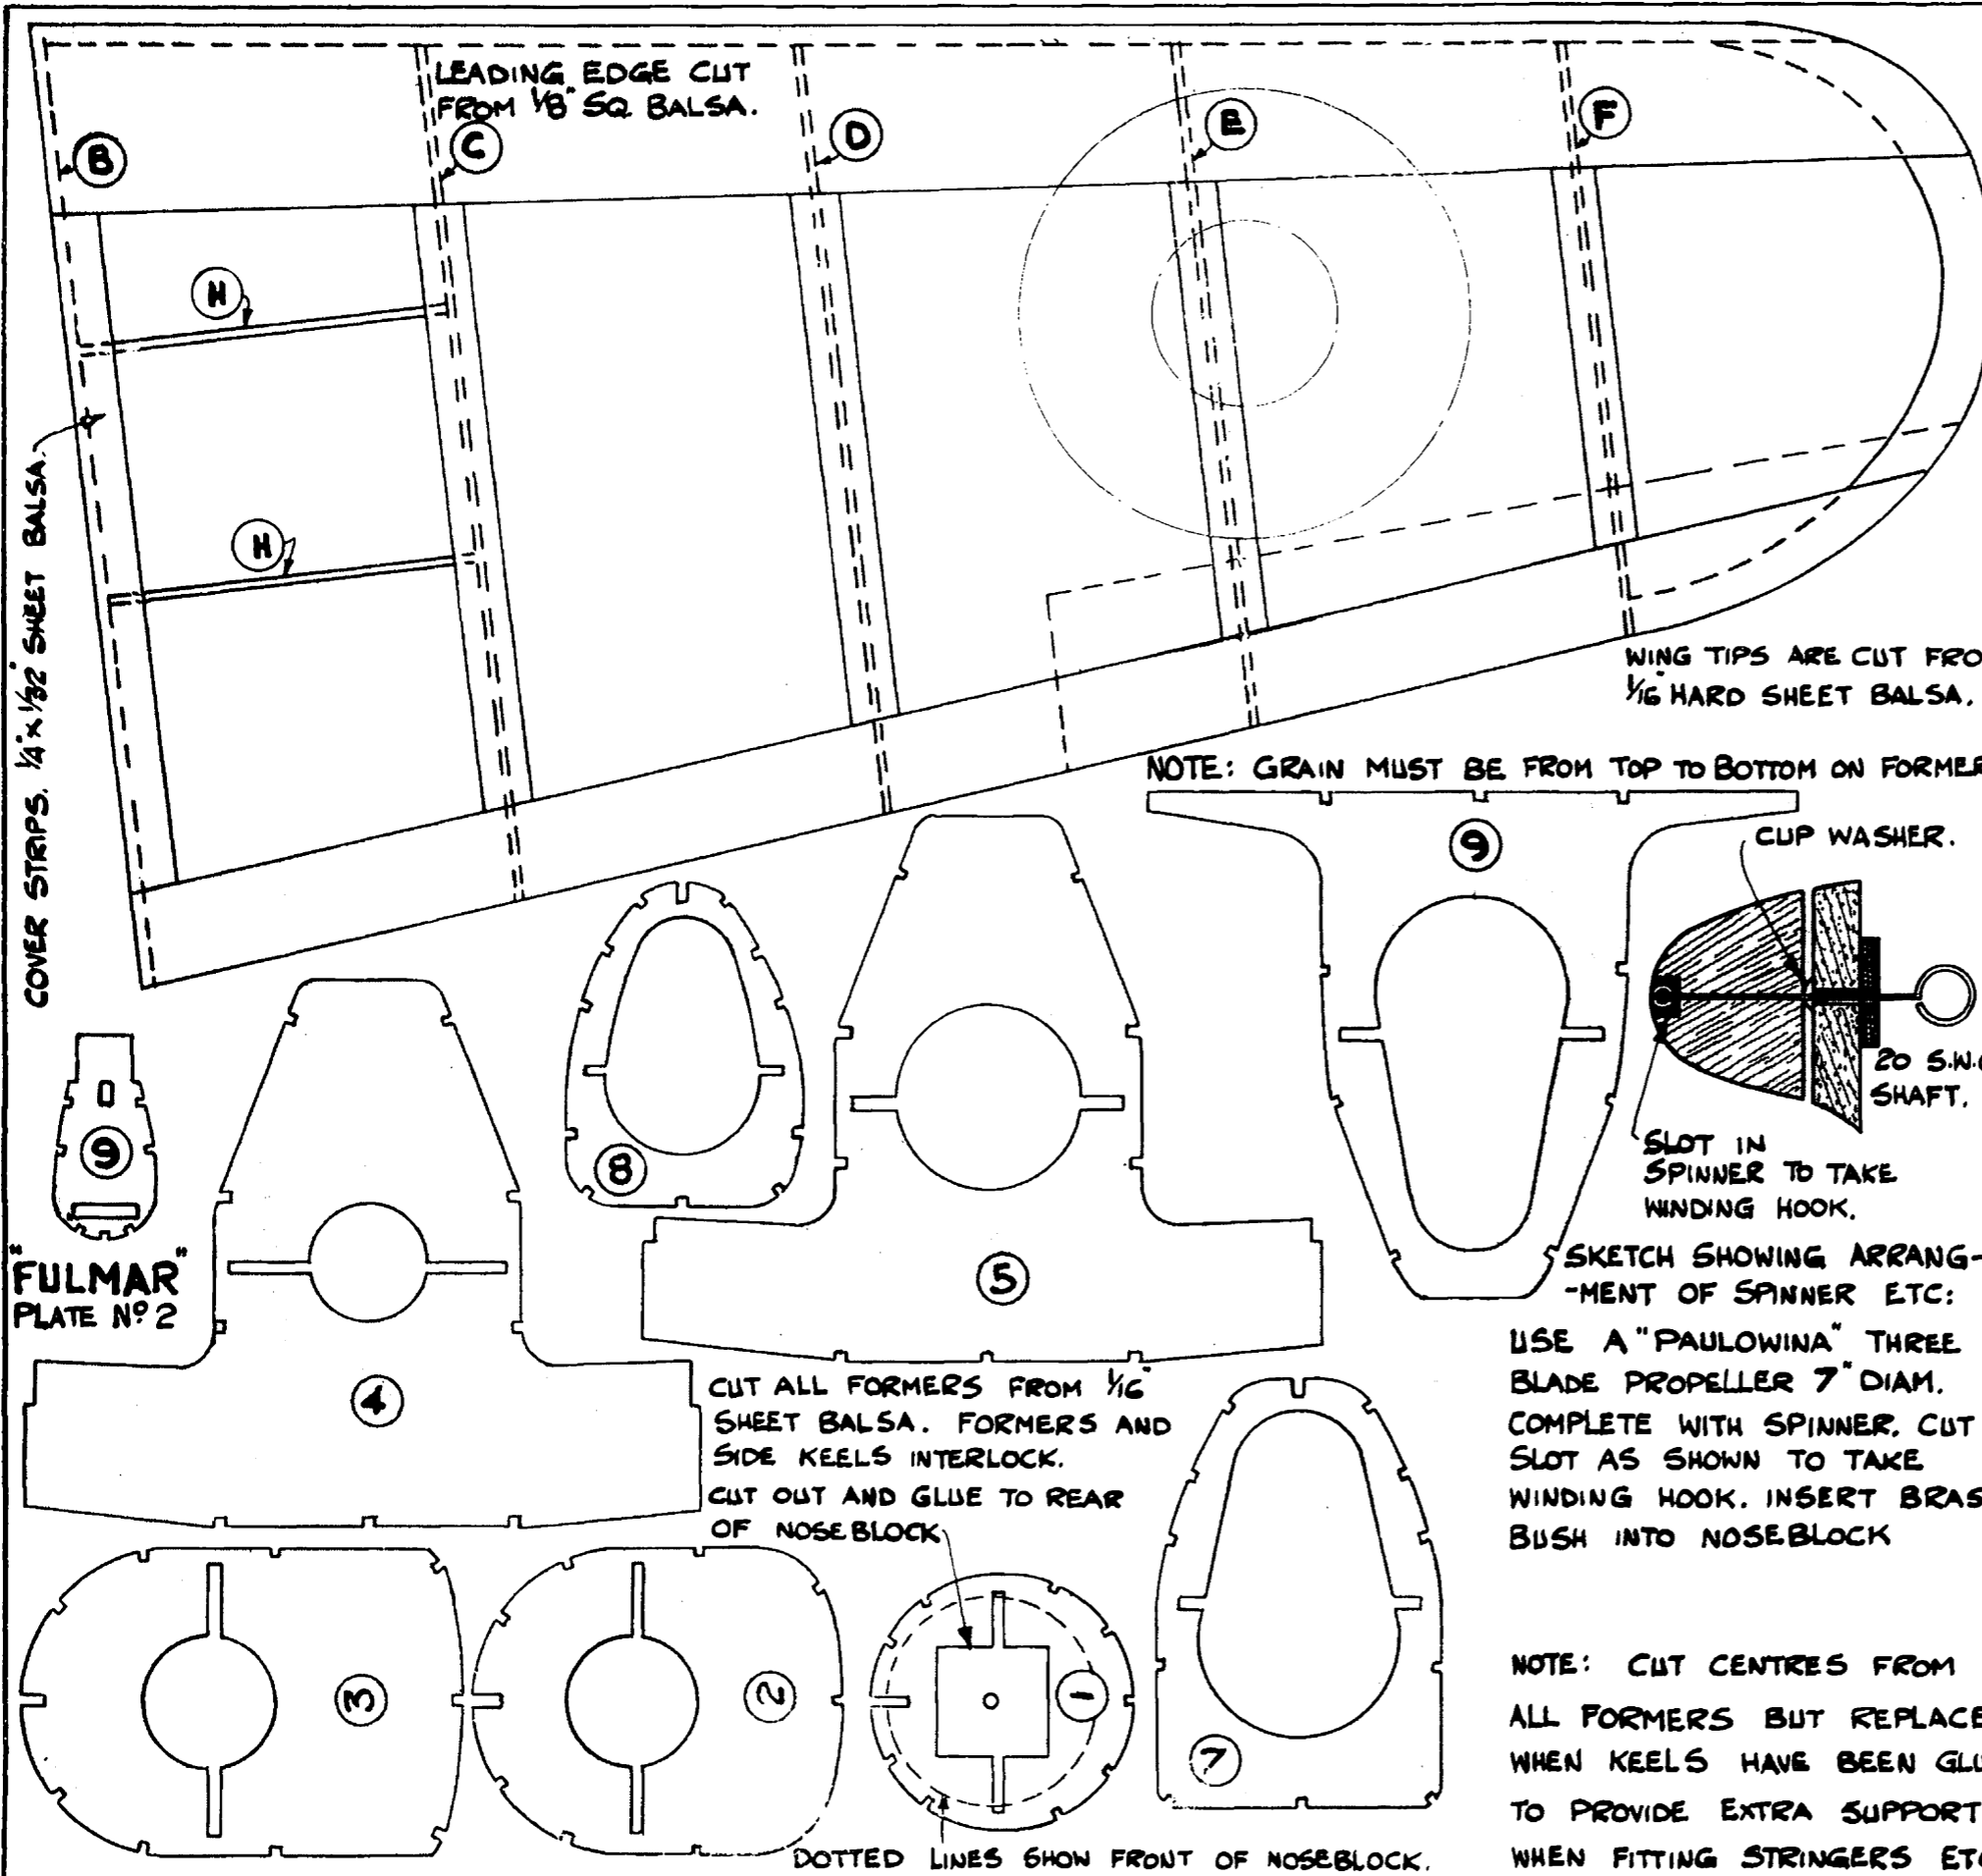 LEADING EDGE CUT
FROM 1/8" SQ. BALSA.
B
C
D
E
F
H
H
COVER STRIPS. 1/4" x 1/32" SHEET BALSA.
WING TIPS ARE CUT FRO
1/16" HARD SHEET BALSA.
NOTE: GRAIN MUST BE FROM TOP TO BOTTOM ON FORMER
9
CUP WASHER.
20 S.W.G
SHAFT.
SLOT IN
SPINNER TO TAKE
WINDING HOOK.
SKETCH SHOWING ARRANG-
-MENT OF SPINNER ETC:
USE A "PAULOWINA" THREE
BLADE PROPELLER 7" DIAM.
COMPLETE WITH SPINNER. CUT
SLOT AS SHOWN TO TAKE
WINDING HOOK. INSERT BRAS
BUSH INTO NOSEBLOCK
9
8
5
4
"FULMAR"
PLATE Nº 2
CUT ALL FORMERS FROM 1/16"
SHEET BALSA. FORMERS AND
SIDE KEELS INTERLOCK.
CUT OUT AND GLUE TO REAR
OF NOSEBLOCK
3
2
1
7
NOTE: CUT CENTRES FROM
ALL FORMERS BUT REPLACE
WHEN KEELS HAVE BEEN GLU
TO PROVIDE EXTRA SUPPORT
WHEN FITTING STRINGERS ETC
DOTTED LINES SHOW FRONT OF NOSEBLOCK.